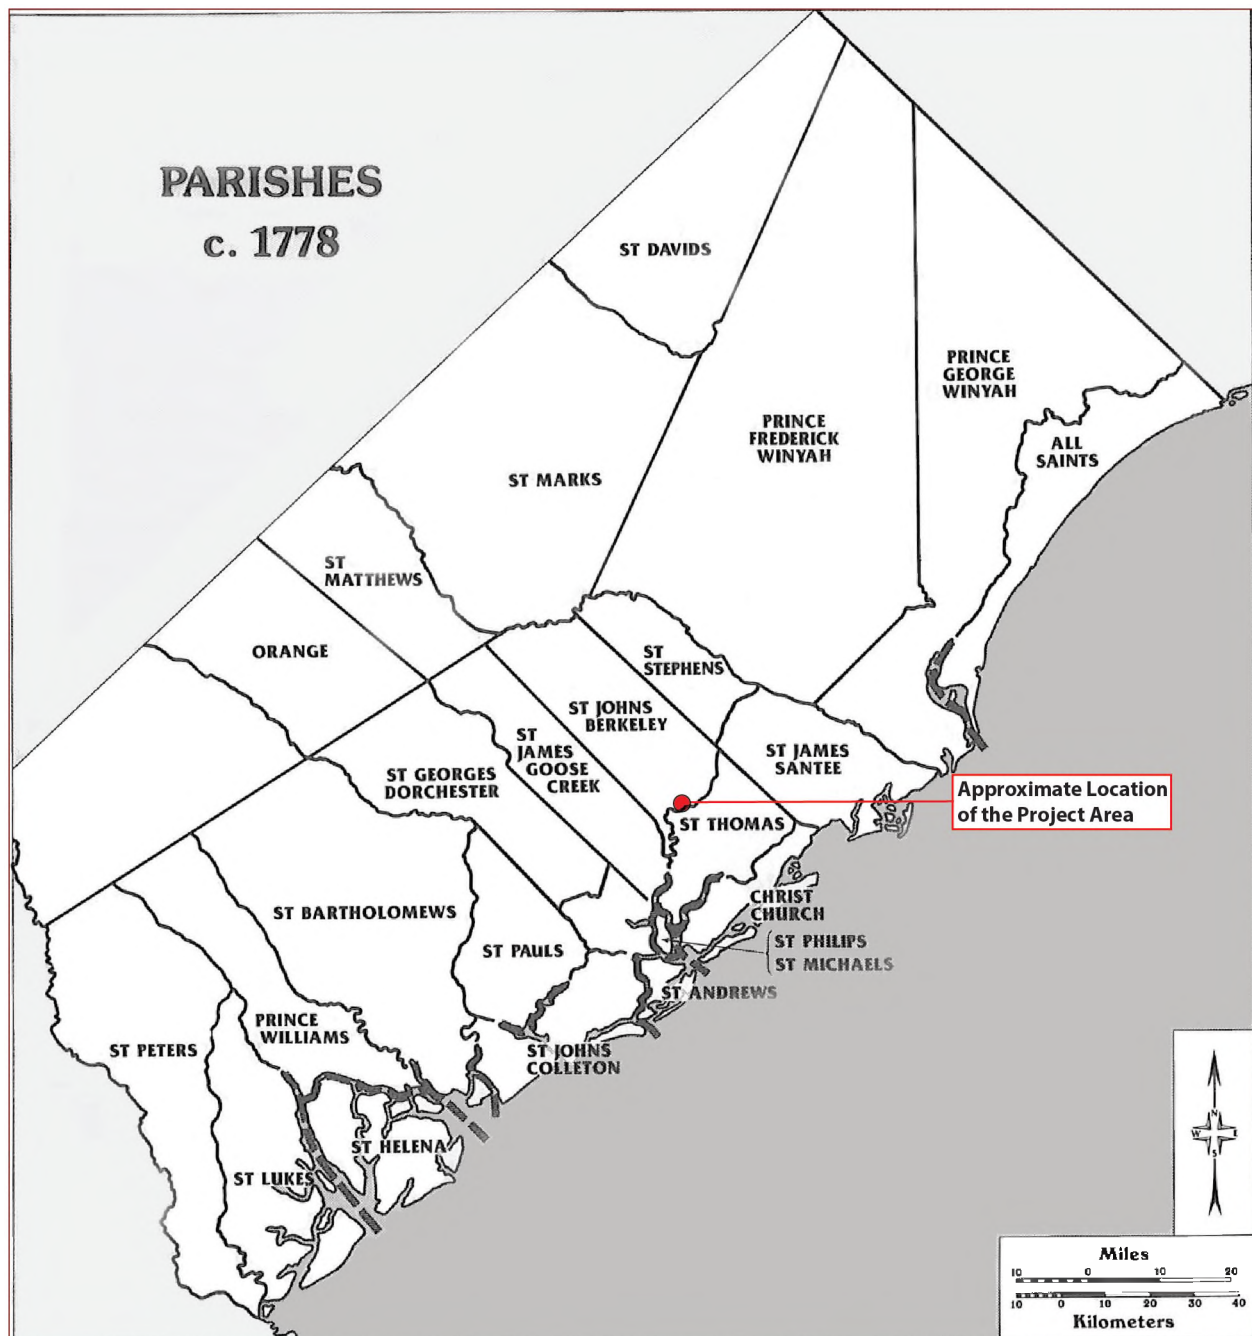 PARISHES
c. 1778
ST DAVIDS
PRINCE
GEORGE
WINYAH
PRINCE
FREDERICK
WINYAH
ALL
SAINTS
ST MARKS
ST
MATTHEWS
ORANGE
ST
STEPHENS
ST JOHNS
BERKELEY
ST
JAMES
GOOSE
CREEK
ST JAMES
SANTEE
ST GEORGES
DORCHESTER
Approximate Location
of the Project Area
ST THOMAS
CHRIST
CHURCH
ST BARTHOLOMEWS
ST PAULS
ST PHILIPS
ST MICHAELS
ST ANDREWS
PRINCE
WILLIAMS
ST PETERS
ST JOHNS
COLLETON
ST HELENA
ST LUKES
N
W E
S
Miles
10 0 10 20
10 0 10 20 30 40
Kilometers